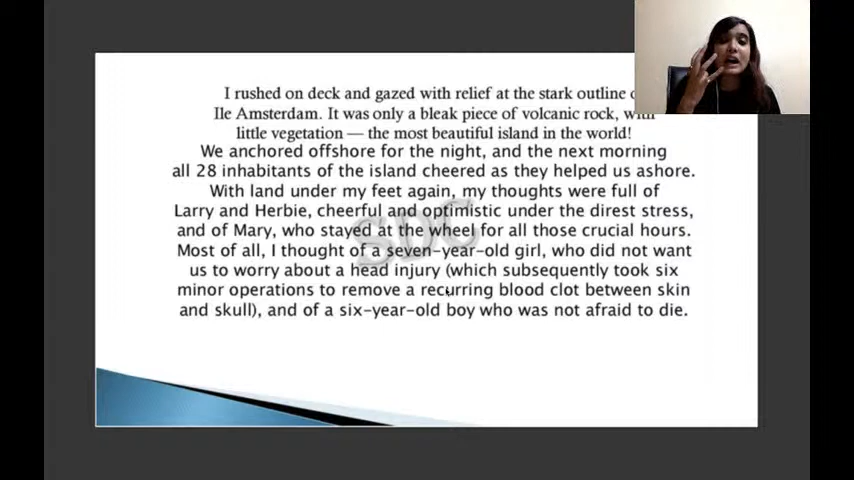 I rushed on deck and gazed with relief at the stark outline
Ile Amsterdam. It was only a bleak piece of volcanic rock, with
little vegetation — the most beautiful island in the world!
We anchored offshore for the night, and the next morning
all 28 inhabitants of the island cheered as they helped us ashore.
With land under my feet again, my thoughts were full of
Larry and Herbie, cheerful and optimistic under the direst stress,
and of Mary, who stayed at the wheel for all those crucial hours.
Most of all, I thought of a seven-year-old girl, who did not want
us to worry about a head injury (which subsequently took six
minor operations to remove a recurring blood clot between skin
and skull), and of a six-year-old boy who was not afraid to die.
SDC